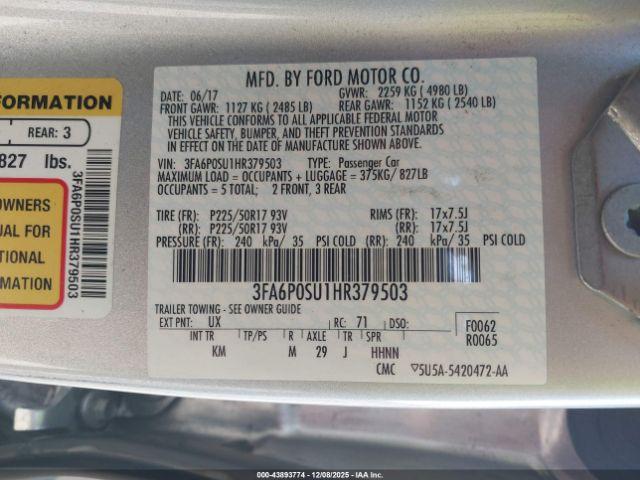 MFD. BY FORD MOTOR CO.
DATE: 06/17 GVWR: 2259 KG ( 4980 LB)
FRONT GAWR: 1127 KG ( 2485 LB) REAR GAWR: 1152 KG ( 2540 LB)
THIS VEHICLE CONFORMS TO ALL APPLICABLE FEDERAL MOTOR
VEHICLE SAFETY, BUMPER, AND THEFT PREVENTION STANDARDS
IN EFFECT ON THE DATE OF MANUFACTURE SHOWN ABOVE.
VIN: 3FA6P0SU1HR379503 TYPE: Passenger Car
MAXIMUM LOAD = OCCUPANTS + LUGGAGE = 375KG/ 827LB
OCCUPANTS = 5 TOTAL; 2 FRONT, 3 REAR
TIRE (FR): P225/50R17 93V RIMS (FR): 17x7.5J
(RR): P225/50R17 93V (RR): 17x7.5J
PRESSURE (FR): 240 kPa/ 35 PSI COLD (RR): 240 kPa/ 35 PSI COLD
3FA6P0SU1HR379503
TRAILER TOWING - SEE OWNER GUIDE
EXT PNT: UX RC: 71 DSO: F0062
R0065
INT TR TP/PS R AXLE TR SPR
KM M 29 J HHNN
CMC ▽5U5A-5420472-AA
FORMATION
REAR: 3
827 lbs.
OWNERS
UAL FOR
TIONAL
ATION
3FA6P0SU1HR379503
000-43893774 - 12/08/2025 - Copyright © IAA, Inc.